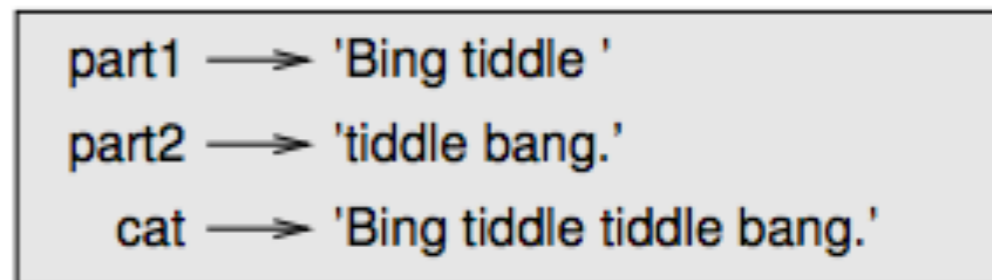 part1 ⟶ 'Bing tiddle '
part2 ⟶ 'tiddle bang.'
cat ⟶ 'Bing tiddle tiddle bang.'